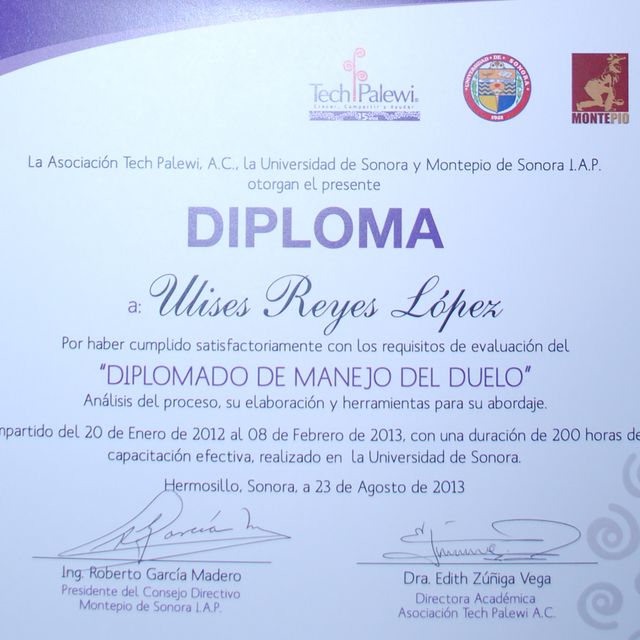 Tech Palewi
Crecer, Compartir y Ayudar
15
UNIVERSIDAD DE SONORA
1942
MONTEPIO
La Asociación Tech Palewi, A.C., la Universidad de Sonora y Montepio de Sonora I.A.P.
otorgan el presente
DIPLOMA
a: Ulises Reyes López
Por haber cumplido satisfactoriamente con los requisitos de evaluación del
"DIPLOMADO DE MANEJO DEL DUELO"
Análisis del proceso, su elaboración y herramientas para su abordaje.
mpartido del 20 de Enero de 2012 al 08 de Febrero de 2013, con una duración de 200 horas de
capacitación efectiva, realizado en la Universidad de Sonora.
Hermosillo, Sonora, a 23 de Agosto de 2013
Ing. Roberto García Madero
Presidente del Consejo Directivo
Montepio de Sonora I.A.P.
Dra. Edith Zúñiga Vega
Directora Académica
Asociación Tech Palewi A.C.